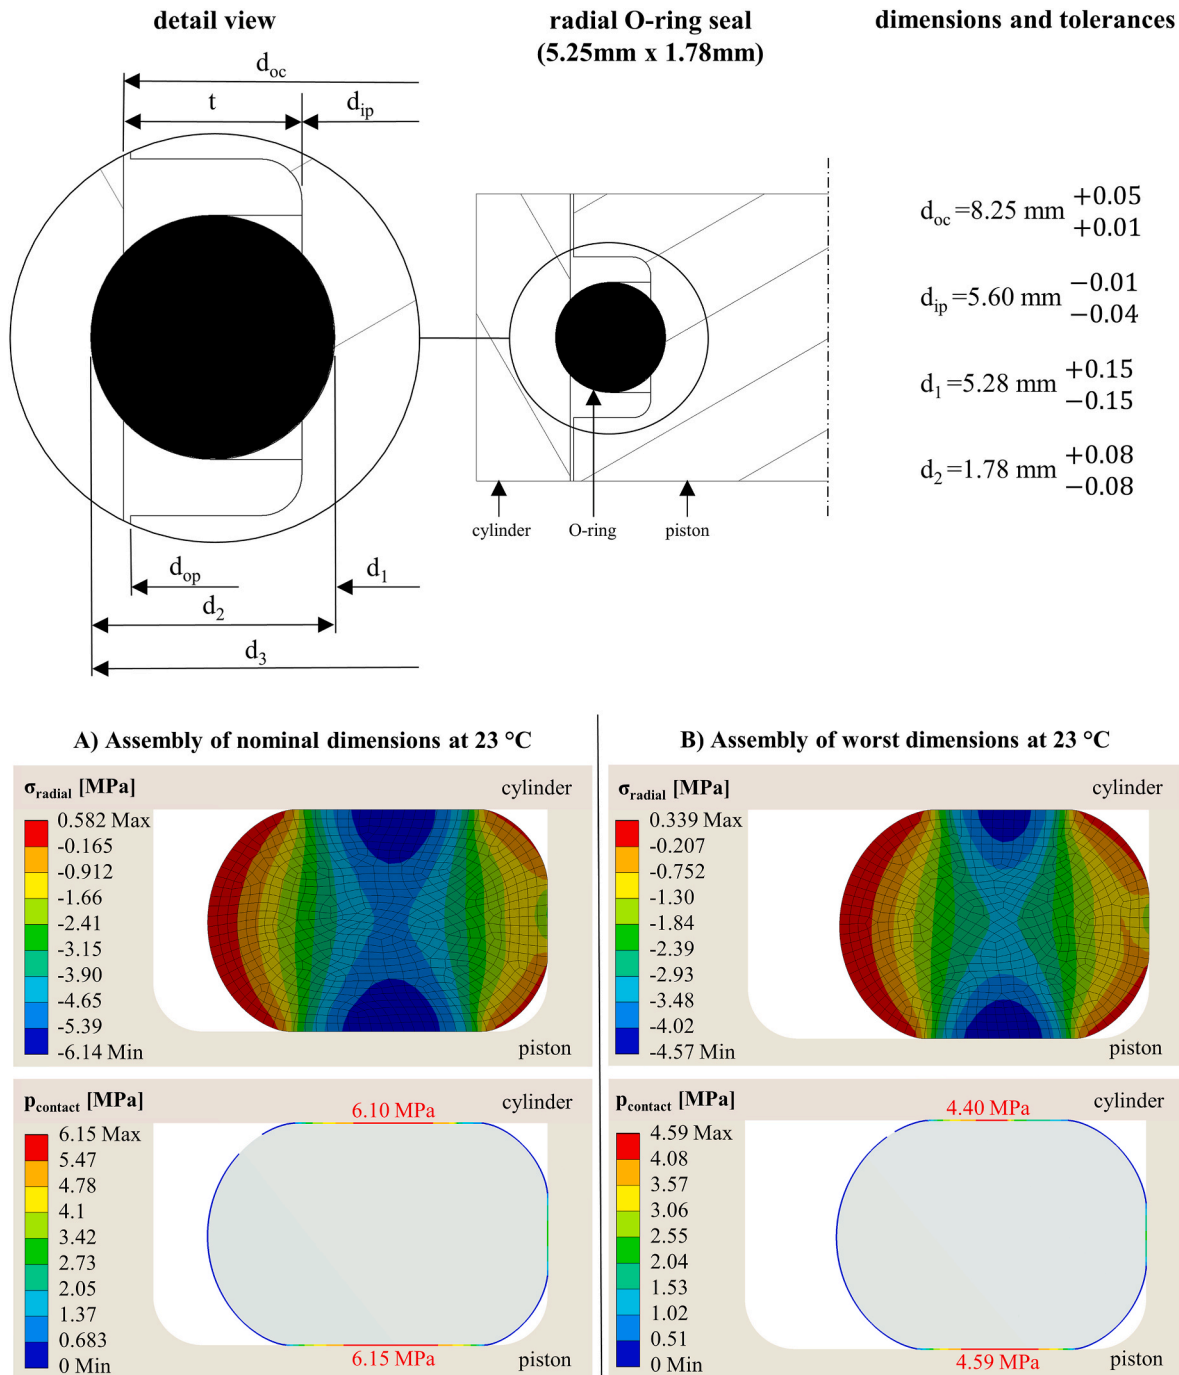 detail view
radial O-ring seal
(5.25mm x 1.78mm)
dimensions and tolerances
d_oc
t
d_ip
d_op
d_1
d_2
d_3
cylinder
O-ring
piston
d_oc =8.25 mm +0.05 +0.01
d_ip =5.60 mm −0.01 −0.04
d_1 =5.28 mm +0.15 −0.15
d_2 =1.78 mm +0.08 −0.08
A) Assembly of nominal dimensions at 23 °C
σ_radial [MPa]
cylinder
0.582 Max
-0.165
-0.912
-1.66
-2.41
-3.15
-3.90
-4.65
-5.39
-6.14 Min
piston
p_contact [MPa]
cylinder
6.10 MPa
6.15 Max
5.47
4.78
4.1
3.42
2.73
2.05
1.37
0.683
0 Min
6.15 MPa
piston
B) Assembly of worst dimensions at 23 °C
σ_radial [MPa]
cylinder
0.339 Max
-0.207
-0.752
-1.30
-1.84
-2.39
-2.93
-3.48
-4.02
-4.57 Min
piston
p_contact [MPa]
cylinder
4.40 MPa
4.59 Max
4.08
3.57
3.06
2.55
2.04
1.53
1.02
0.51
0 Min
4.59 MPa
piston